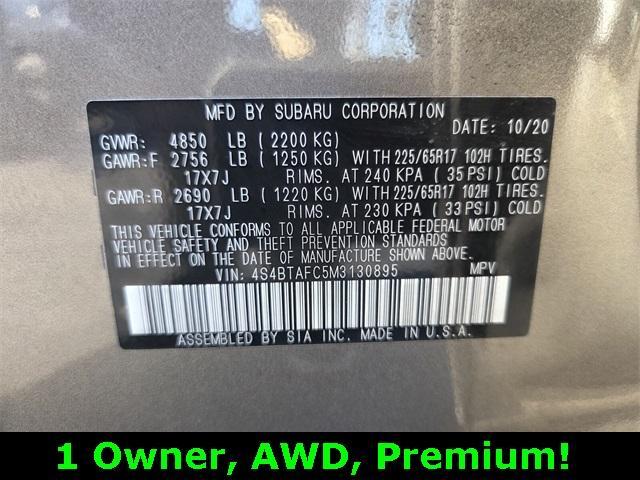 MFD BY SUBARU CORPORATION
DATE: 10/20
GVWR: 4850 LB ( 2200 KG)
GAWR:F 2756 LB ( 1250 KG) WITH 225/65R17 102H TIRES.
17X7J RIMS. AT 240 KPA ( 35 PSI) COLD
GAWR:R 2690 LB ( 1220 KG) WITH 225/65R17 102H TIRES.
17X7J RIMS. AT 230 KPA ( 33 PSI) COLD
THIS VEHICLE CONFORMS TO ALL APPLICABLE FEDERAL MOTOR
VEHICLE SAFETY AND THEFT PREVENTION STANDARDS
IN EFFECT ON THE DATE OF MANUFACTURE SHOWN ABOVE.
VIN: 4S4BTAFC5M3130895 MPV
ASSEMBLED BY SIA INC. MADE IN U.S.A.
1 Owner, AWD, Premium!